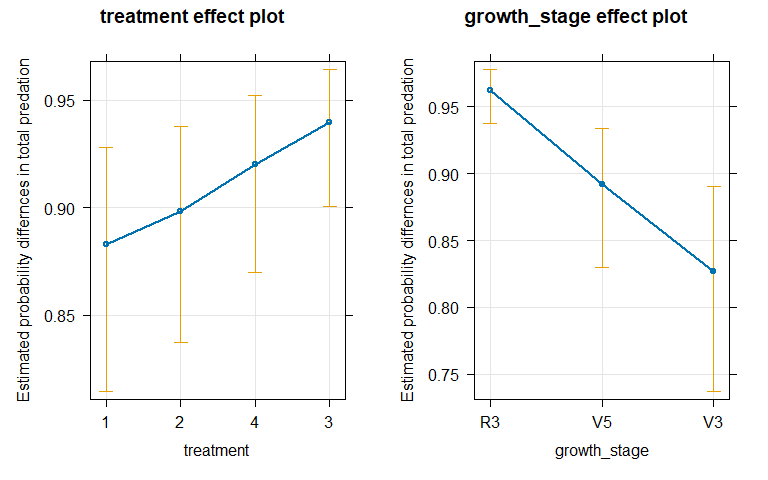 treatment effect plot
Estimated probability differnces in total predation
0.95
0.90
0.85
1 2 4 3
treatment
growth_stage effect plot
Estimated probability differnces in total predation
0.95
0.90
0.85
0.80
0.75
R3 V5 V3
growth_stage